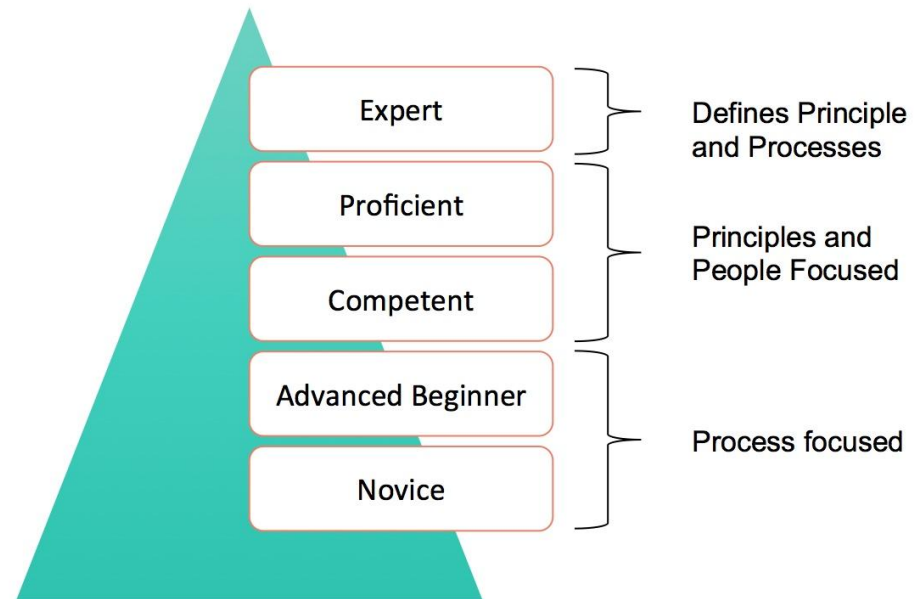 Expert
Defines Principle
and Processes
Proficient
Competent
Principles and
People Focused
Advanced Beginner
Novice
Process focused